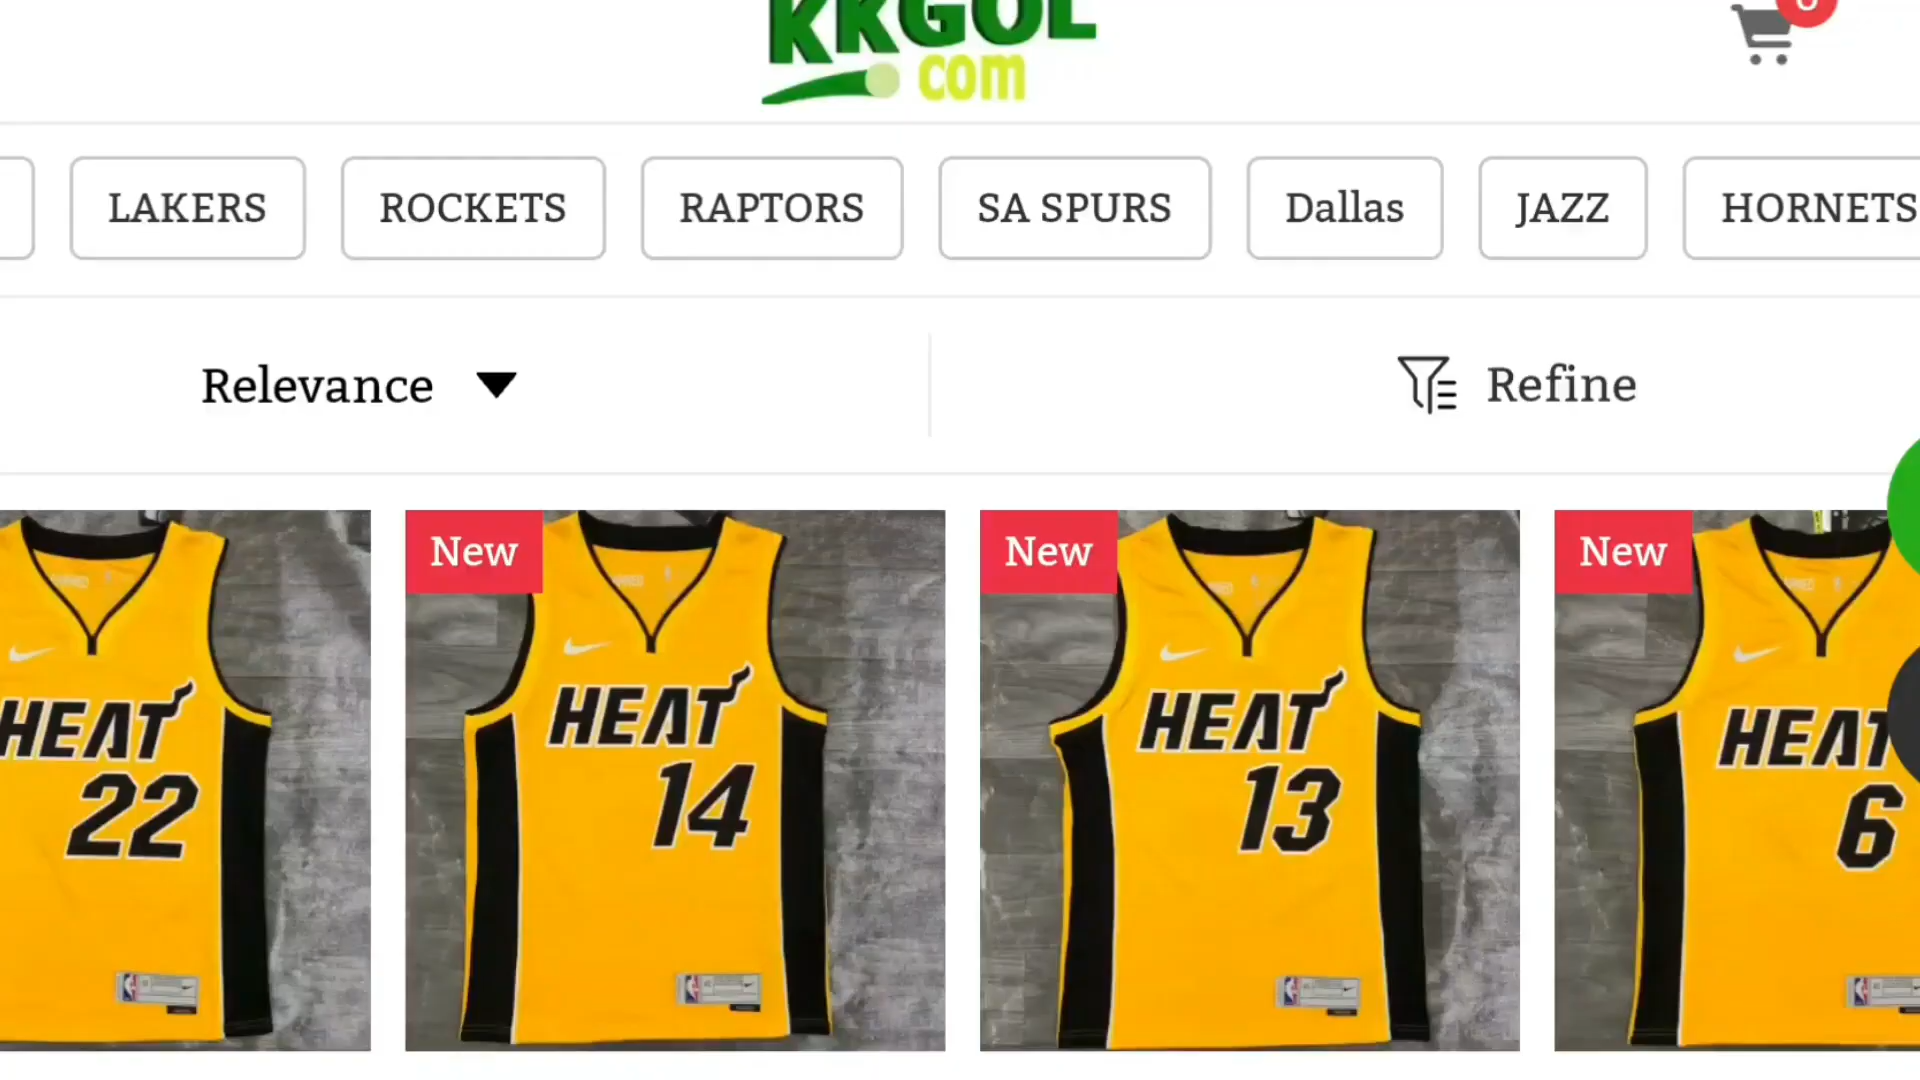 KKGOL
com
LAKERS
ROCKETS
RAPTORS
SA SPURS
Dallas
JAZZ
HORNETS
Relevance
Refine
New
New
New
HEAT
22
HEAT
14
HEAT
13
HEAT
6